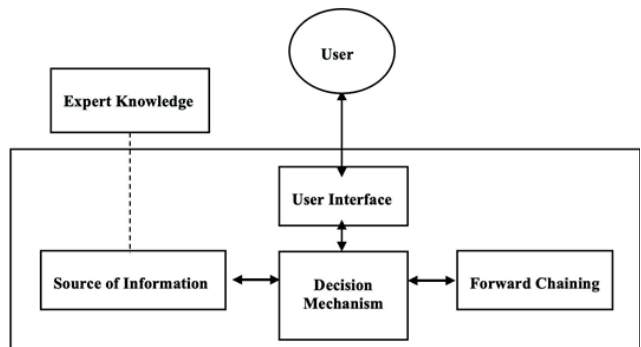 User
Expert Knowledge
User Interface
Source of Information
Decision
Mechanism
Forward Chaining